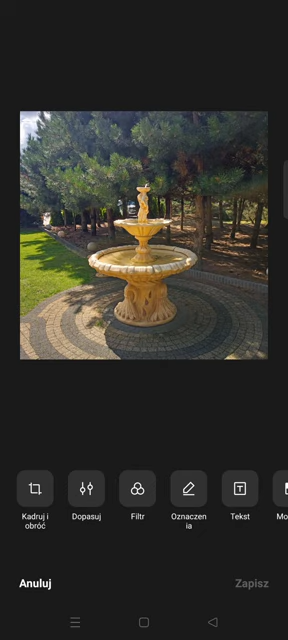 Kadruj i
obróć
Dopasuj
Filtr
Oznaczen
ia
Tekst
Mo
Anuluj
Zapisz